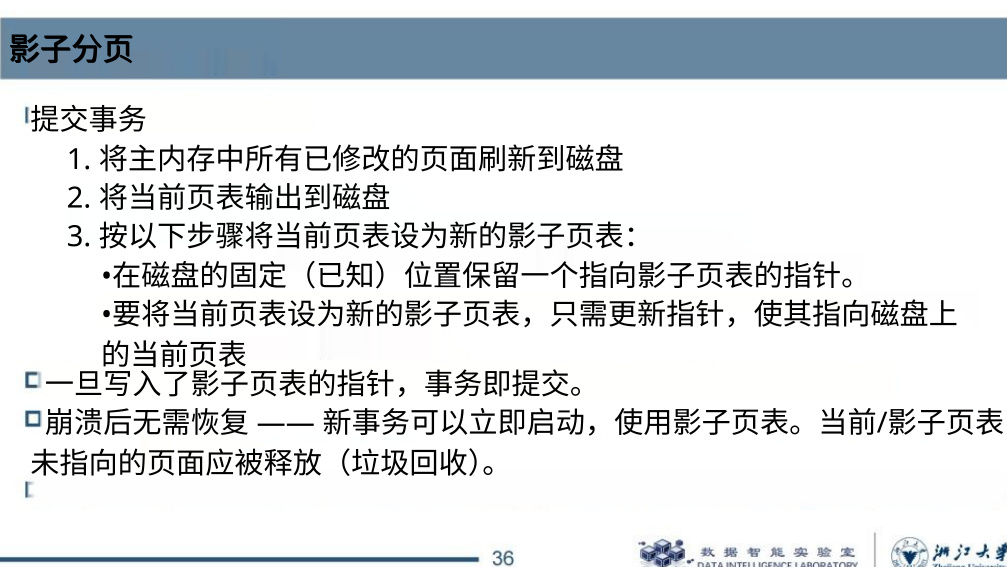 影子分页
提交事务
1. 将主内存中所有已修改的页面刷新到磁盘
2. 将当前页表输出到磁盘
3. 按以下步骤将当前页表设为新的影子页表：
•在磁盘的固定（已知）位置保留一个指向影子页表的指针。
•要将当前页表设为新的影子页表，只需更新指针，使其指向磁盘上
的当前页表
一旦写入了影子页表的指针，事务即提交。
崩溃后无需恢复 —— 新事务可以立即启动，使用影子页表。当前/影子页表
未指向的页面应被释放（垃圾回收）。
36
数据智能实验室
DATA INTELLIGENCE LABORATORY
浙江大学
Zhejiang University